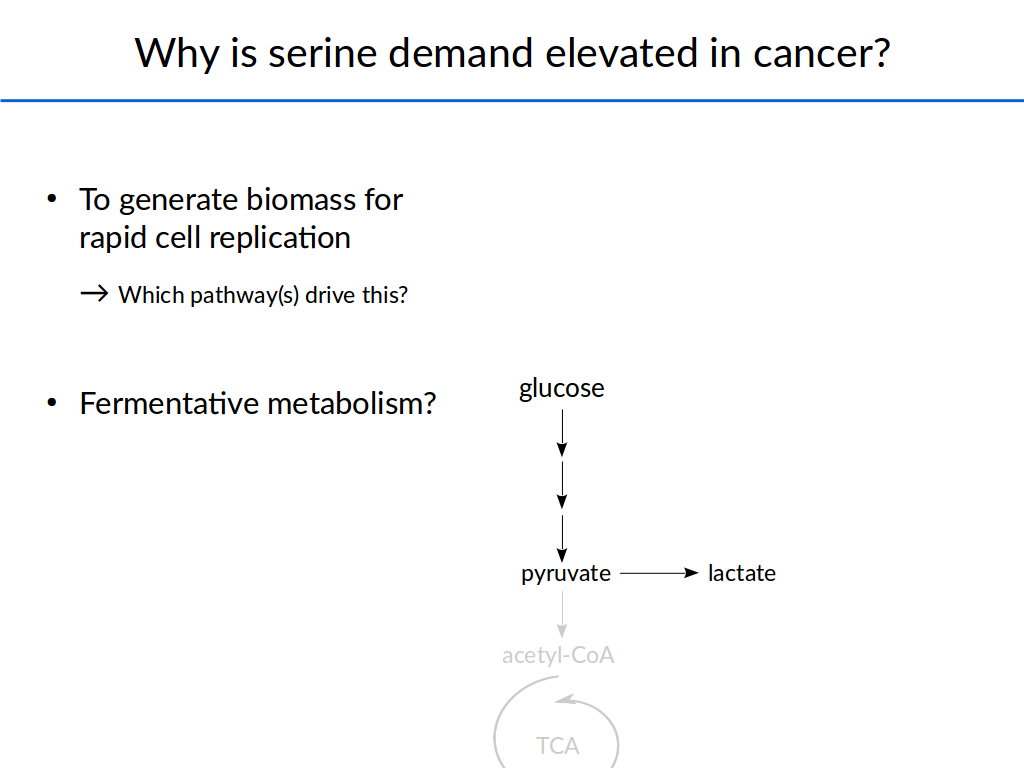 Why is serine demand elevated in cancer?
• To generate biomass for
rapid cell replication
→ Which pathway(s) drive this?
• Fermentative metabolism?
glucose
pyruvate → lactate
acetyl-CoA
TCA